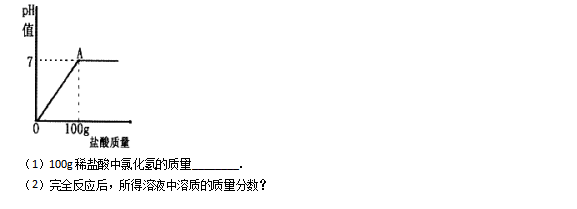 pH
值
7
A
0
100g
盐酸质量
（1）100g稀盐酸中氯化氢的质量________.
（2）完全反应后，所得溶液中溶质的质量分数？